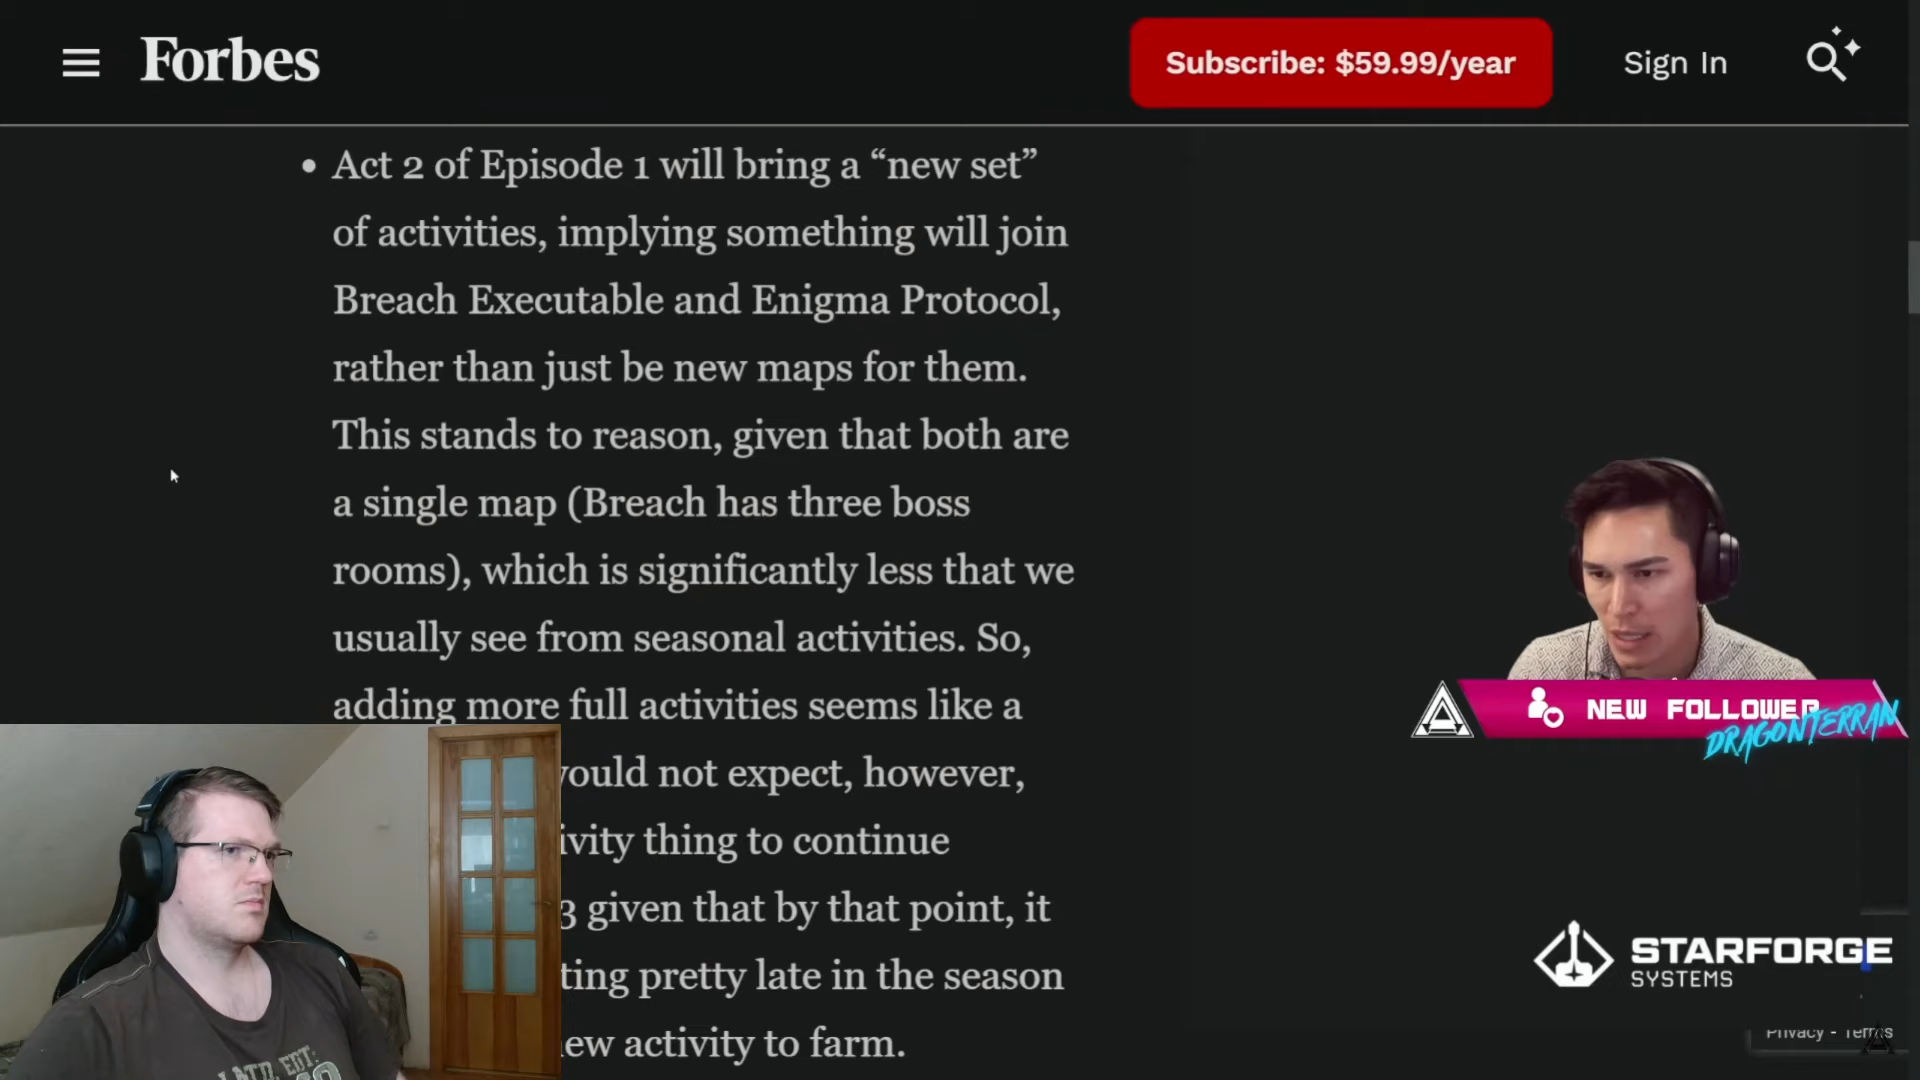 Forbes
Subscribe: $59.99/year
Sign In
• Act 2 of Episode 1 will bring a “new set”
of activities, implying something will join
Breach Executable and Enigma Protocol,
rather than just be new maps for them.
This stands to reason, given that both are
a single map (Breach has three boss
rooms), which is significantly less that we
usually see from seasonal activities. So,
adding more full activities seems like a
would not expect, however,
ivity thing to continue
3 given that by that point, it
ting pretty late in the season
new activity to farm.
NEW FOLLOWER
DRAGONTERRAN
STARFORGE
SYSTEMS
Privacy - Terms